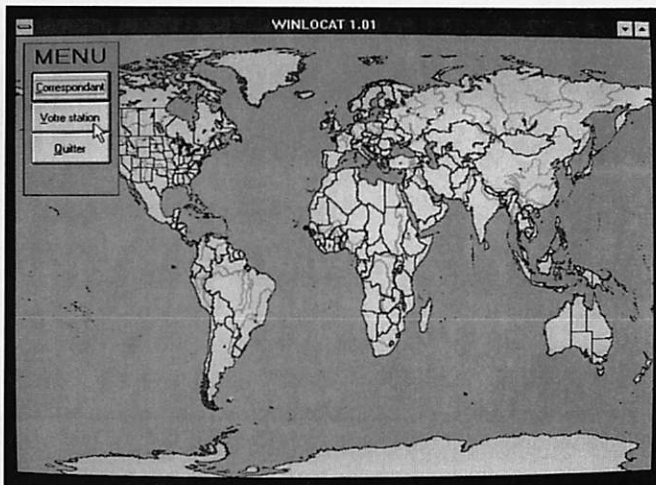 WINLOCAT 1.01
MENU
Correspondant
Votre station
Quitter